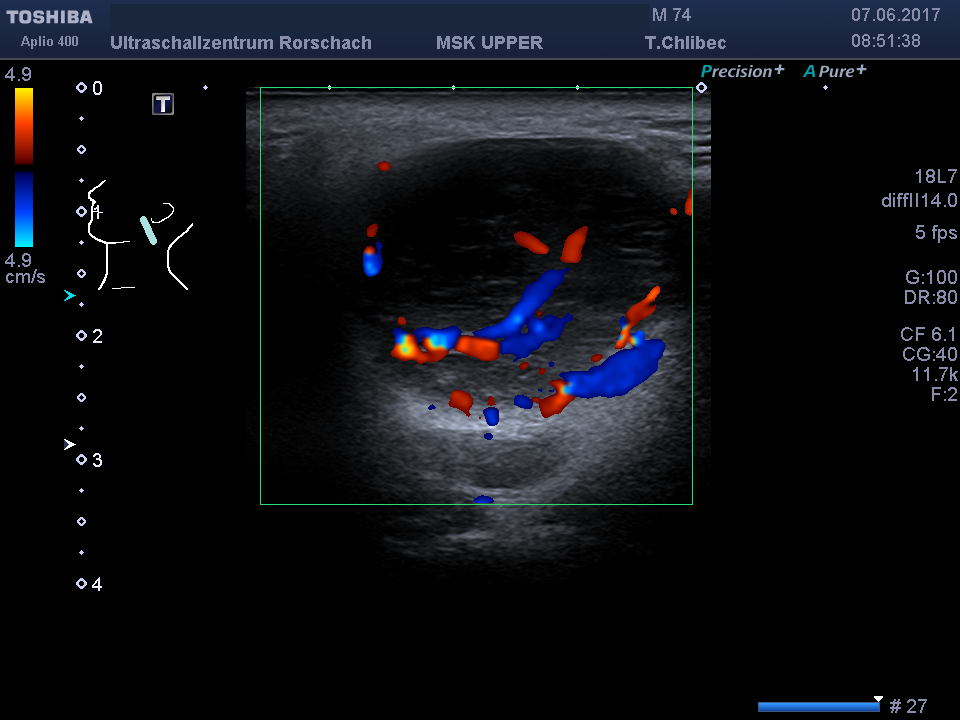 TOSHIBA
Aplio 400
Ultraschallzentrum Rorschach
MSK UPPER
M 74
T.Chlibec
07.06.2017
08:51:38
Precision+ A Pure+
4.9
4.9
cm/s
T
0
1
2
3
4
18L7
diffII14.0
5 fps
G:100
DR:80
CF 6.1
CG:40
11.7k
F:2
# 27